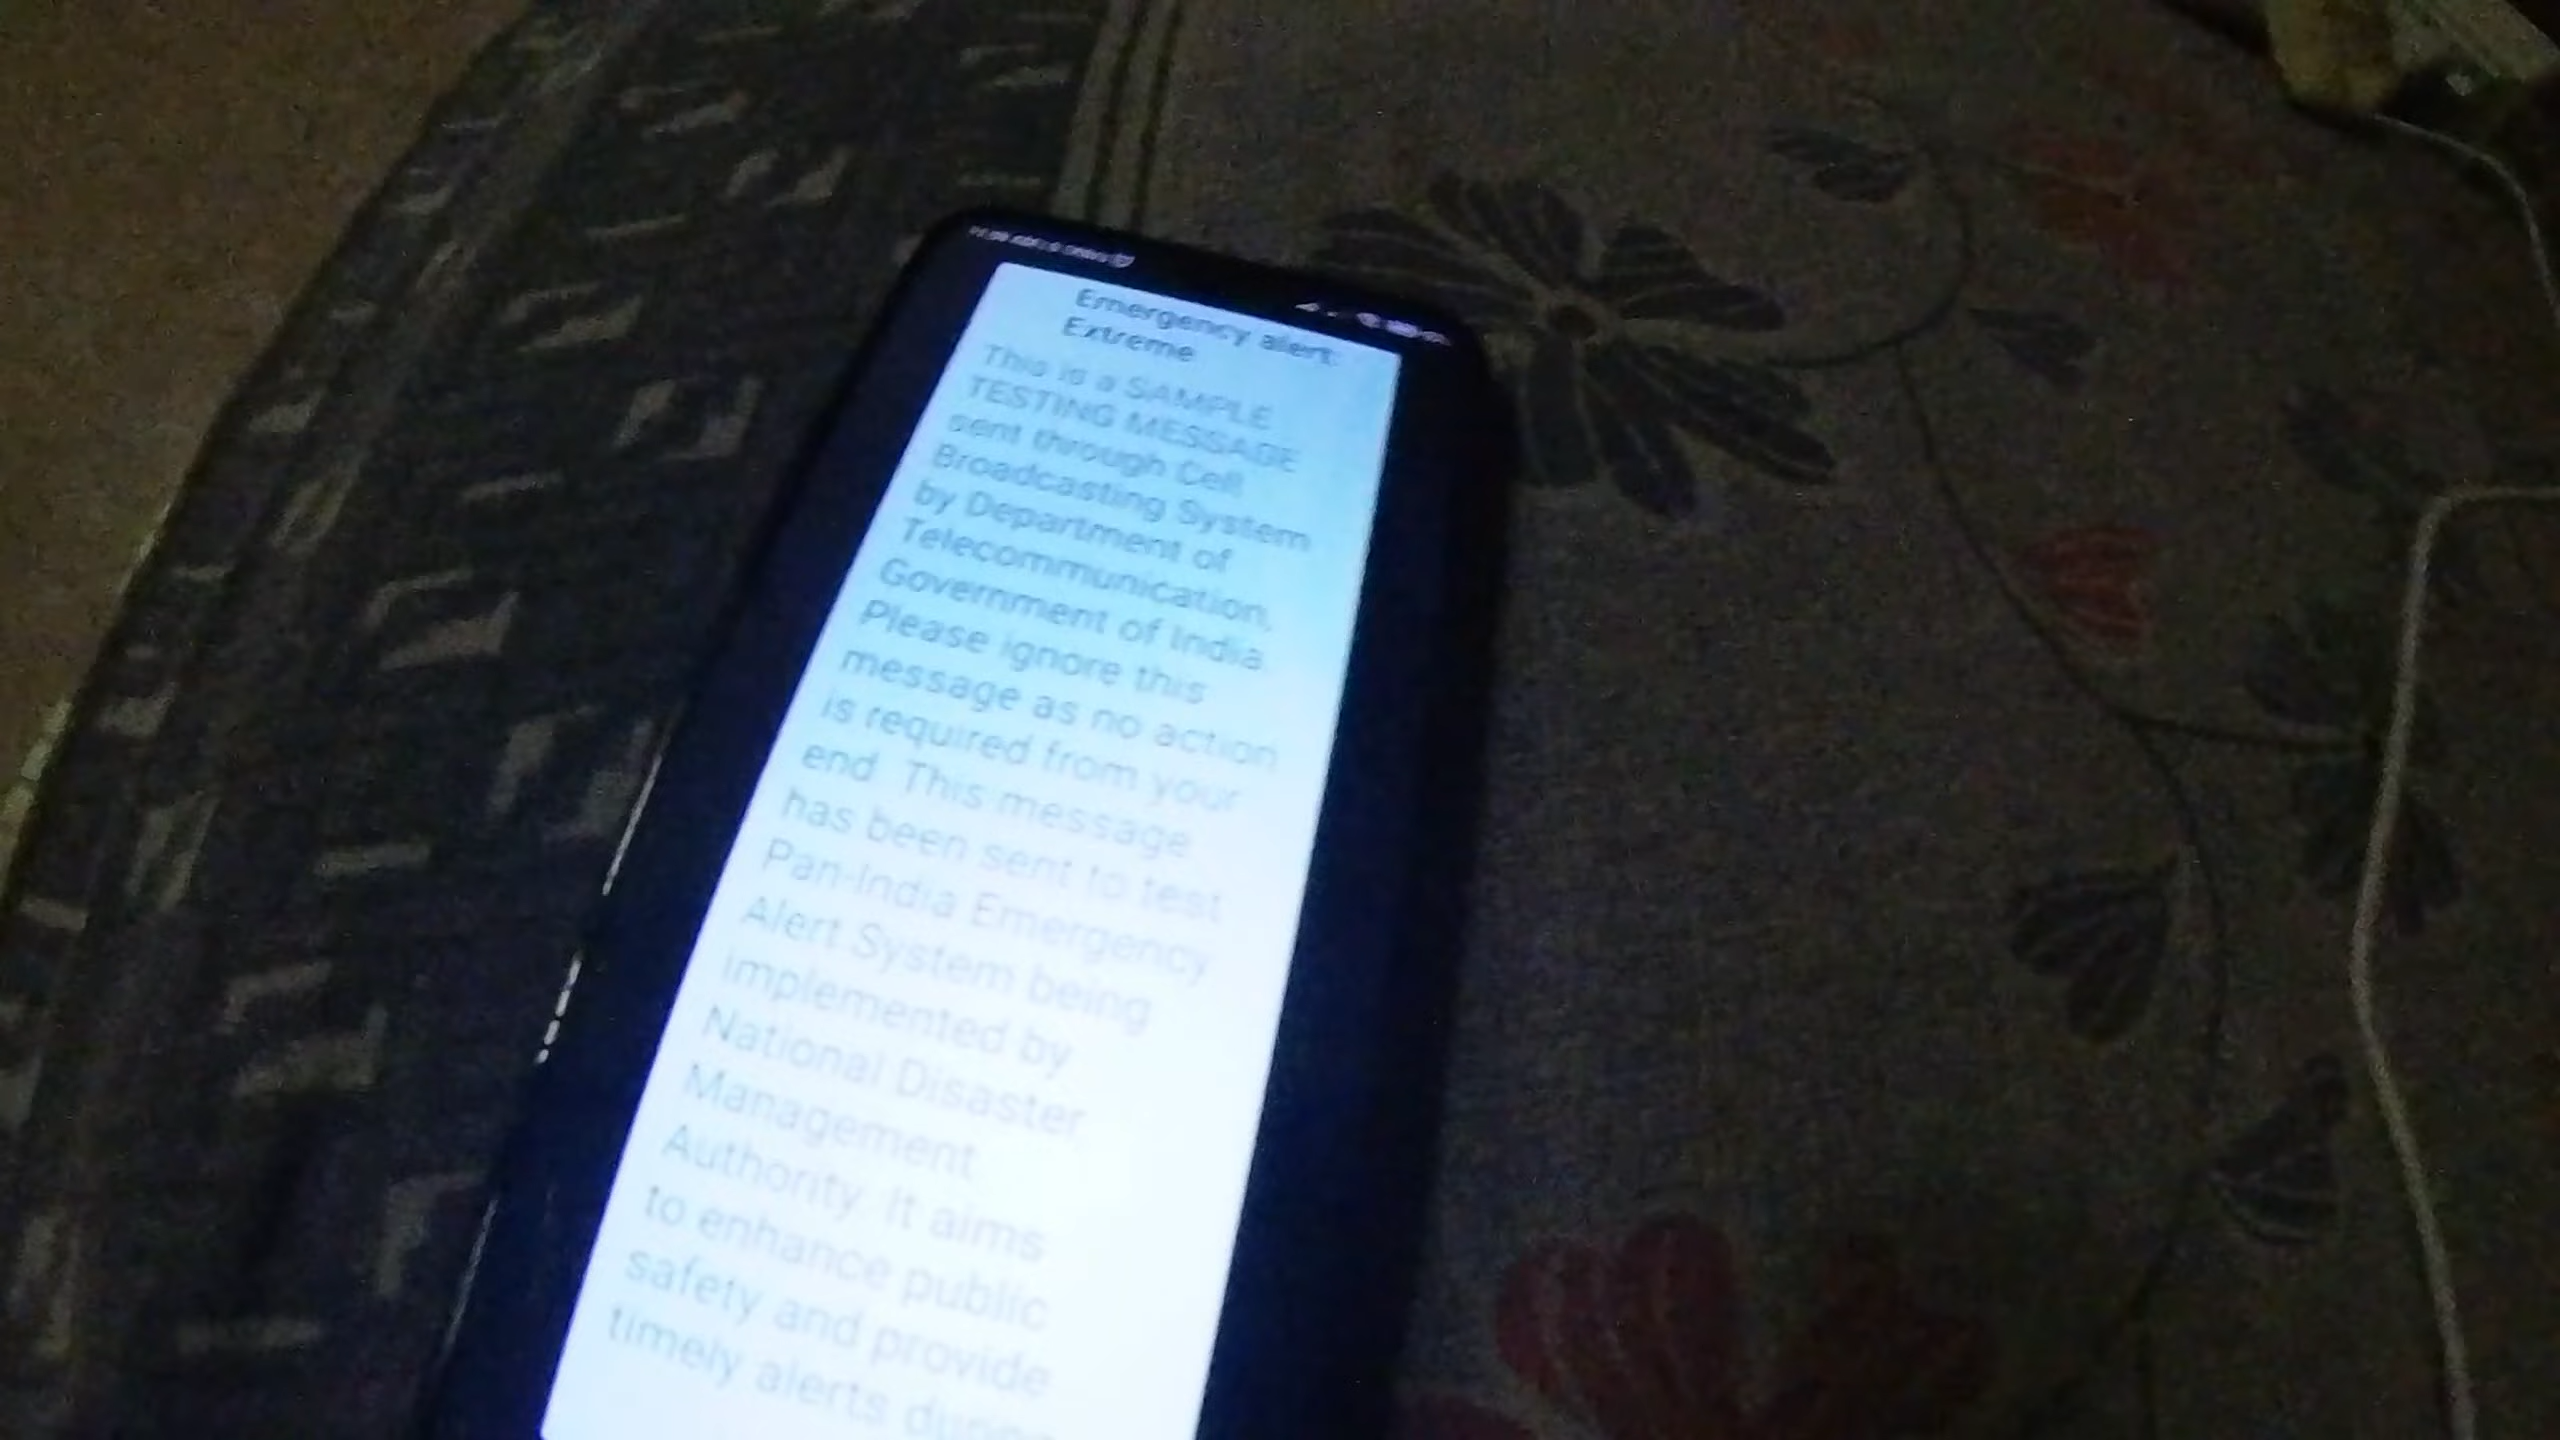 Emergency alert:
Extreme
This is a SAMPLE
TESTING MESSAGE
sent through Cell
Broadcasting System
by Department of
Telecommunication,
Government of India.
Please ignore this
message as no action
is required from your
end. This message
has been sent to test
Pan-India Emergency
Alert System being
implemented by
National Disaster
Management
Authority. It aims
to enhance public
safety and provide
timely alerts during